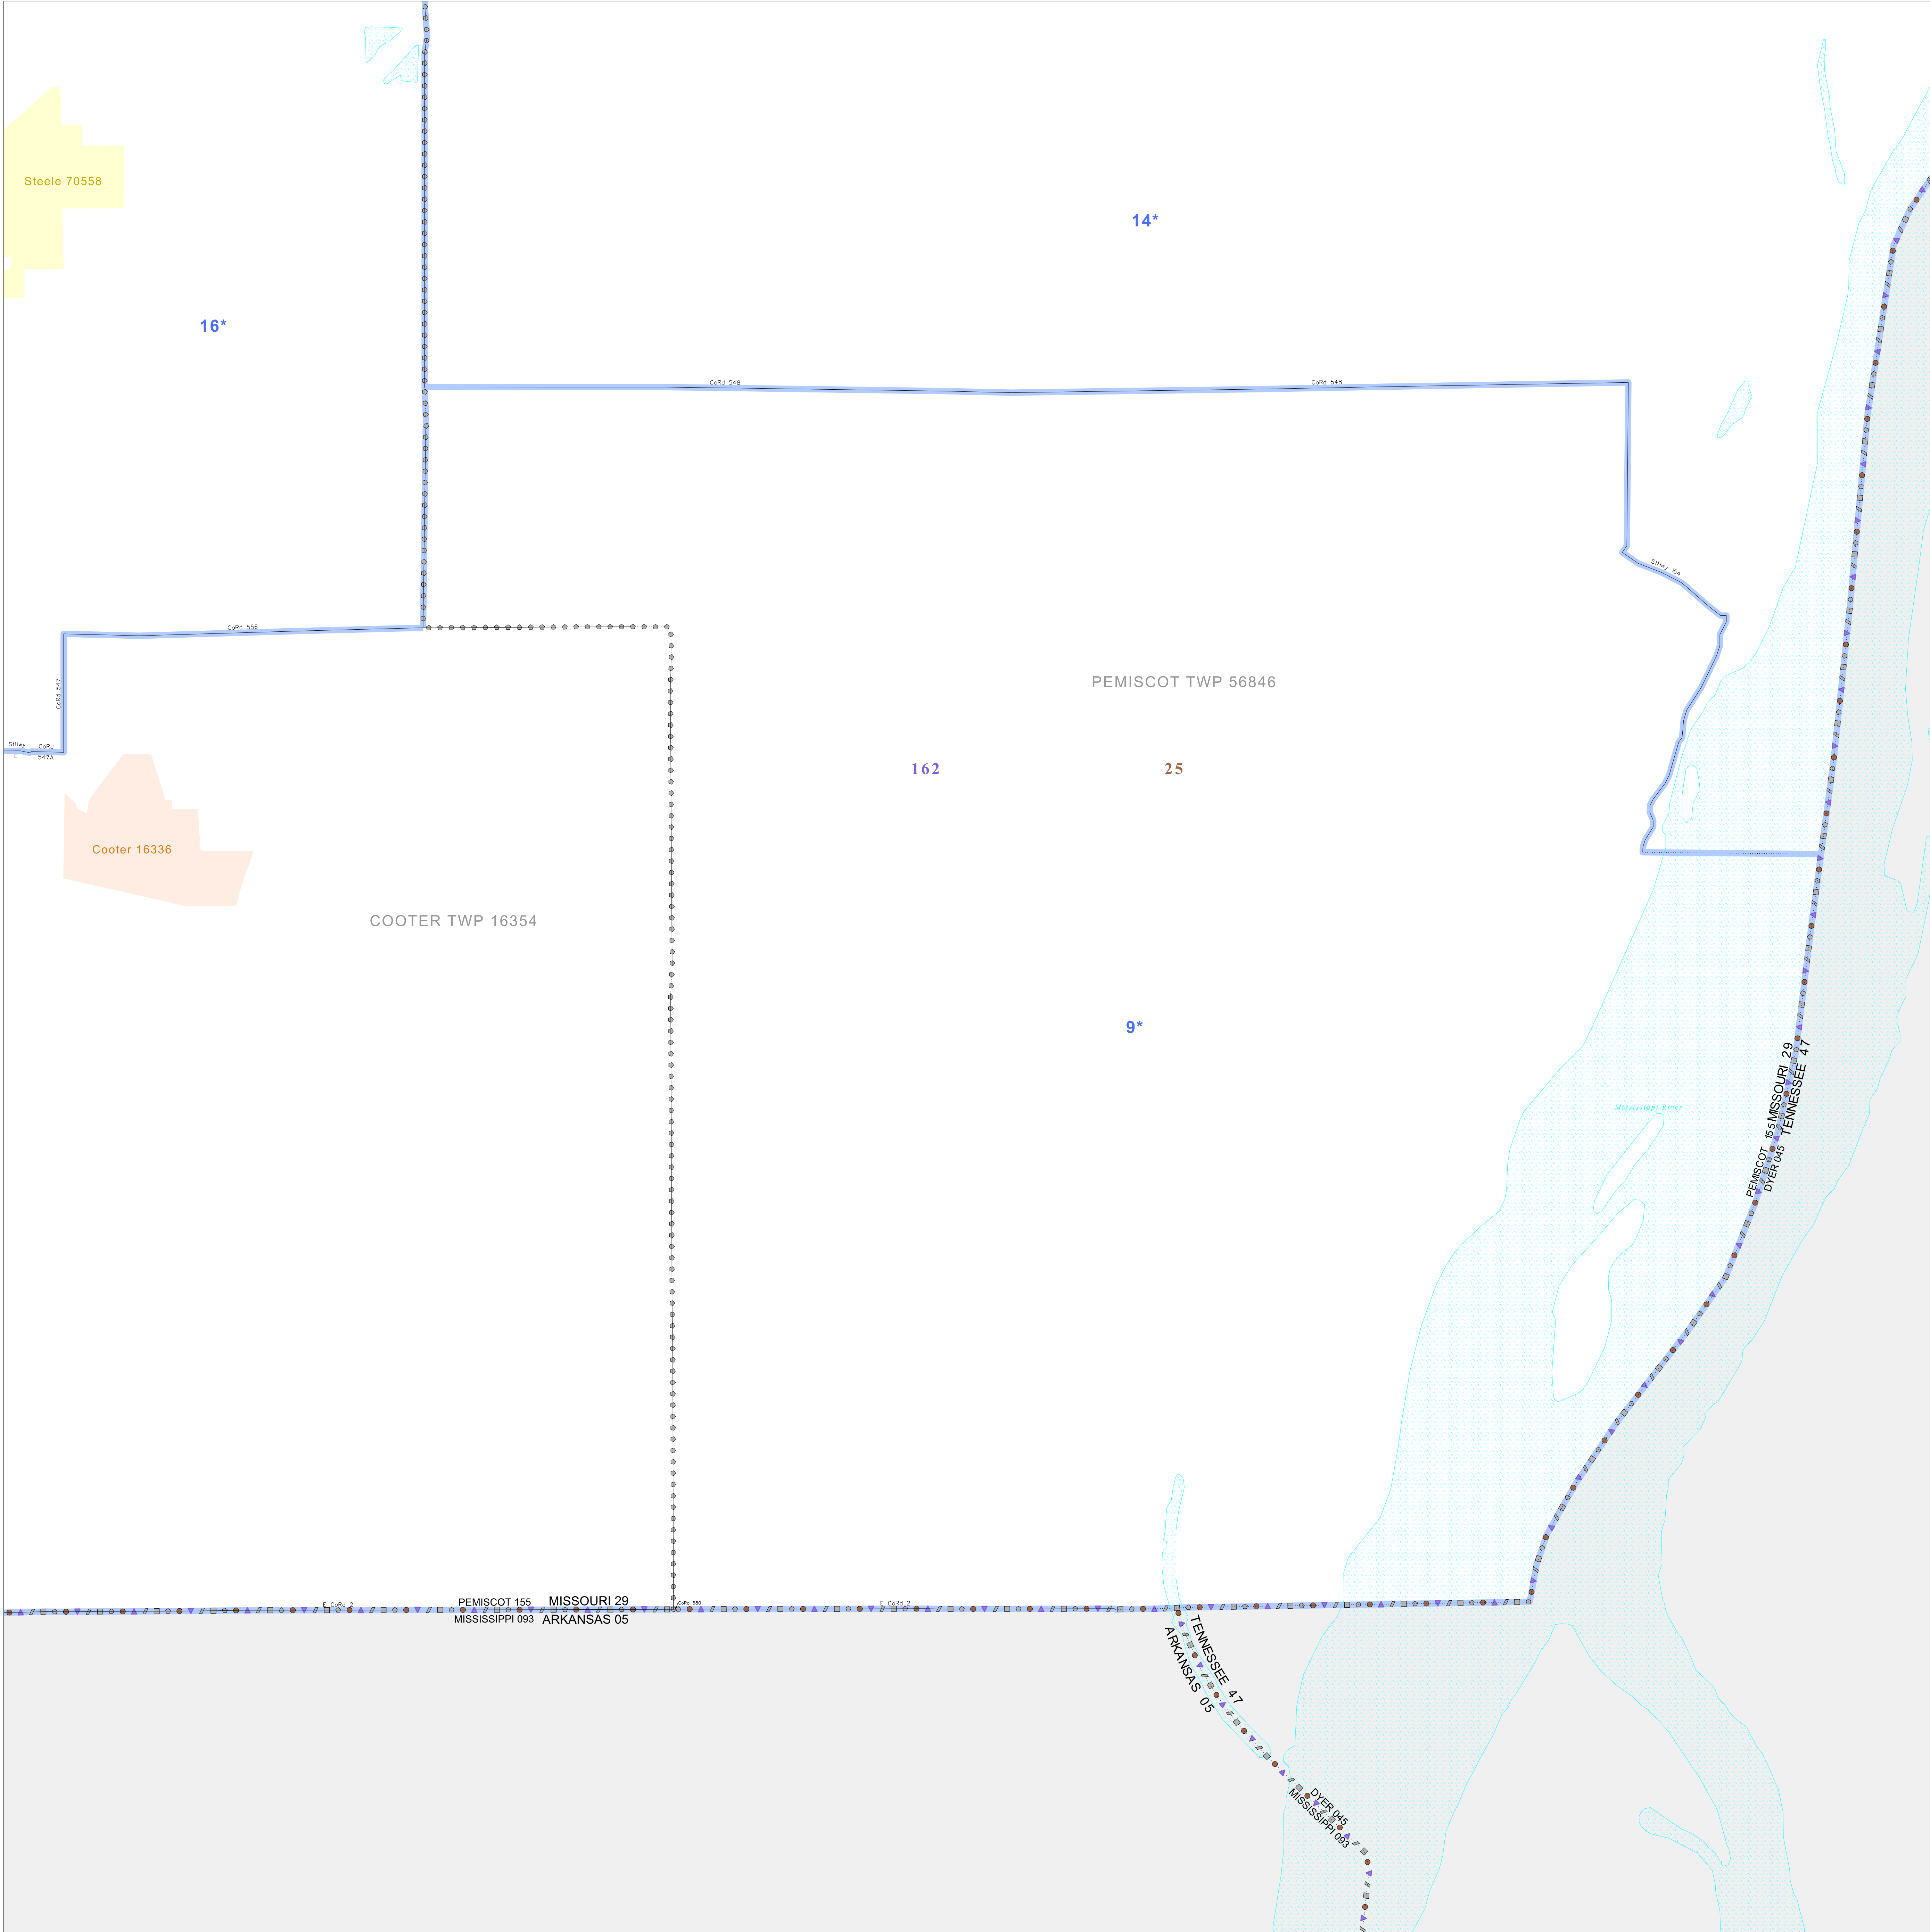 Steele 70558
14*
16*
CoRd 548
CoRd 548
StHwy 164
CoRd 556
CoRd 547
StHwy E
CoRd 547A
PEMISCOT TWP 56846
162
25
Cooter 16336
COOTER TWP 16354
9*
Mississippi River
PEMISCOT 155 MISSOURI 29
DYER 045 TENNESSEE 47
E CoRd 2
PEMISCOT 155 MISSOURI 29
MISSISSIPPI 093 ARKANSAS 05
CoRd 580
E CoRd 2
TENNESSEE 47
ARKANSAS 05
DYER 045
MISSISSIPPI 093